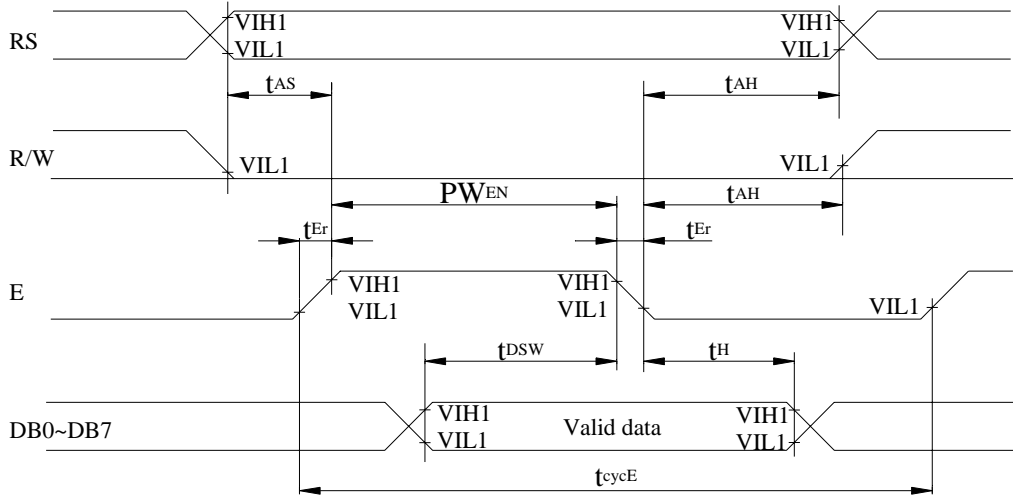 VIH1 VIH1
RS
VIL1 VIL1
tAS tAH
R/W VIL1 VIL1
PWEN tAH
tEr tEr
E VIH1 VIH1
VIL1 VIL1 VIL1
tDSW tH
VIH1 VIH1
DB0~DB7 Valid data
VIL1 VIL1
tcycE